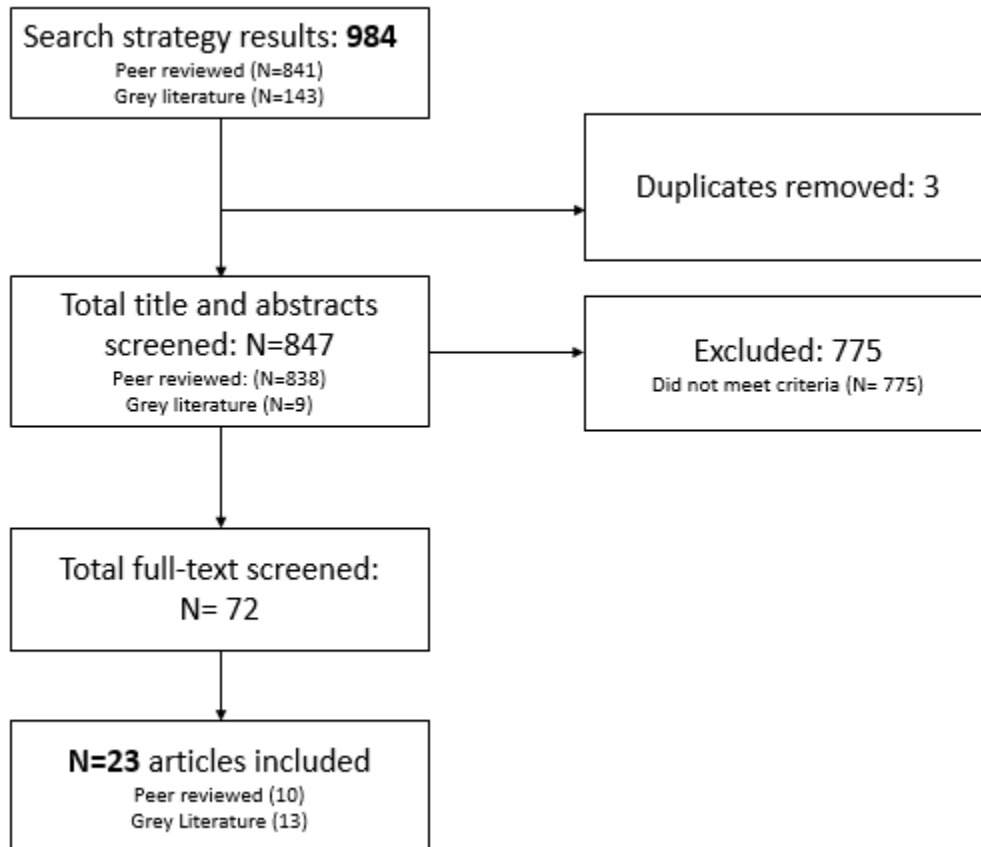 Search strategy results: 984
Peer reviewed (N=841)
Grey literature (N=143)
Duplicates removed: 3
Total title and abstracts
screened: N=847
Peer reviewed: (N=838)
Grey literature (N=9)
Excluded: 775
Did not meet criteria (N= 775)
Total full-text screened:
N= 72
N=23 articles included
Peer reviewed (10)
Grey Literature (13)